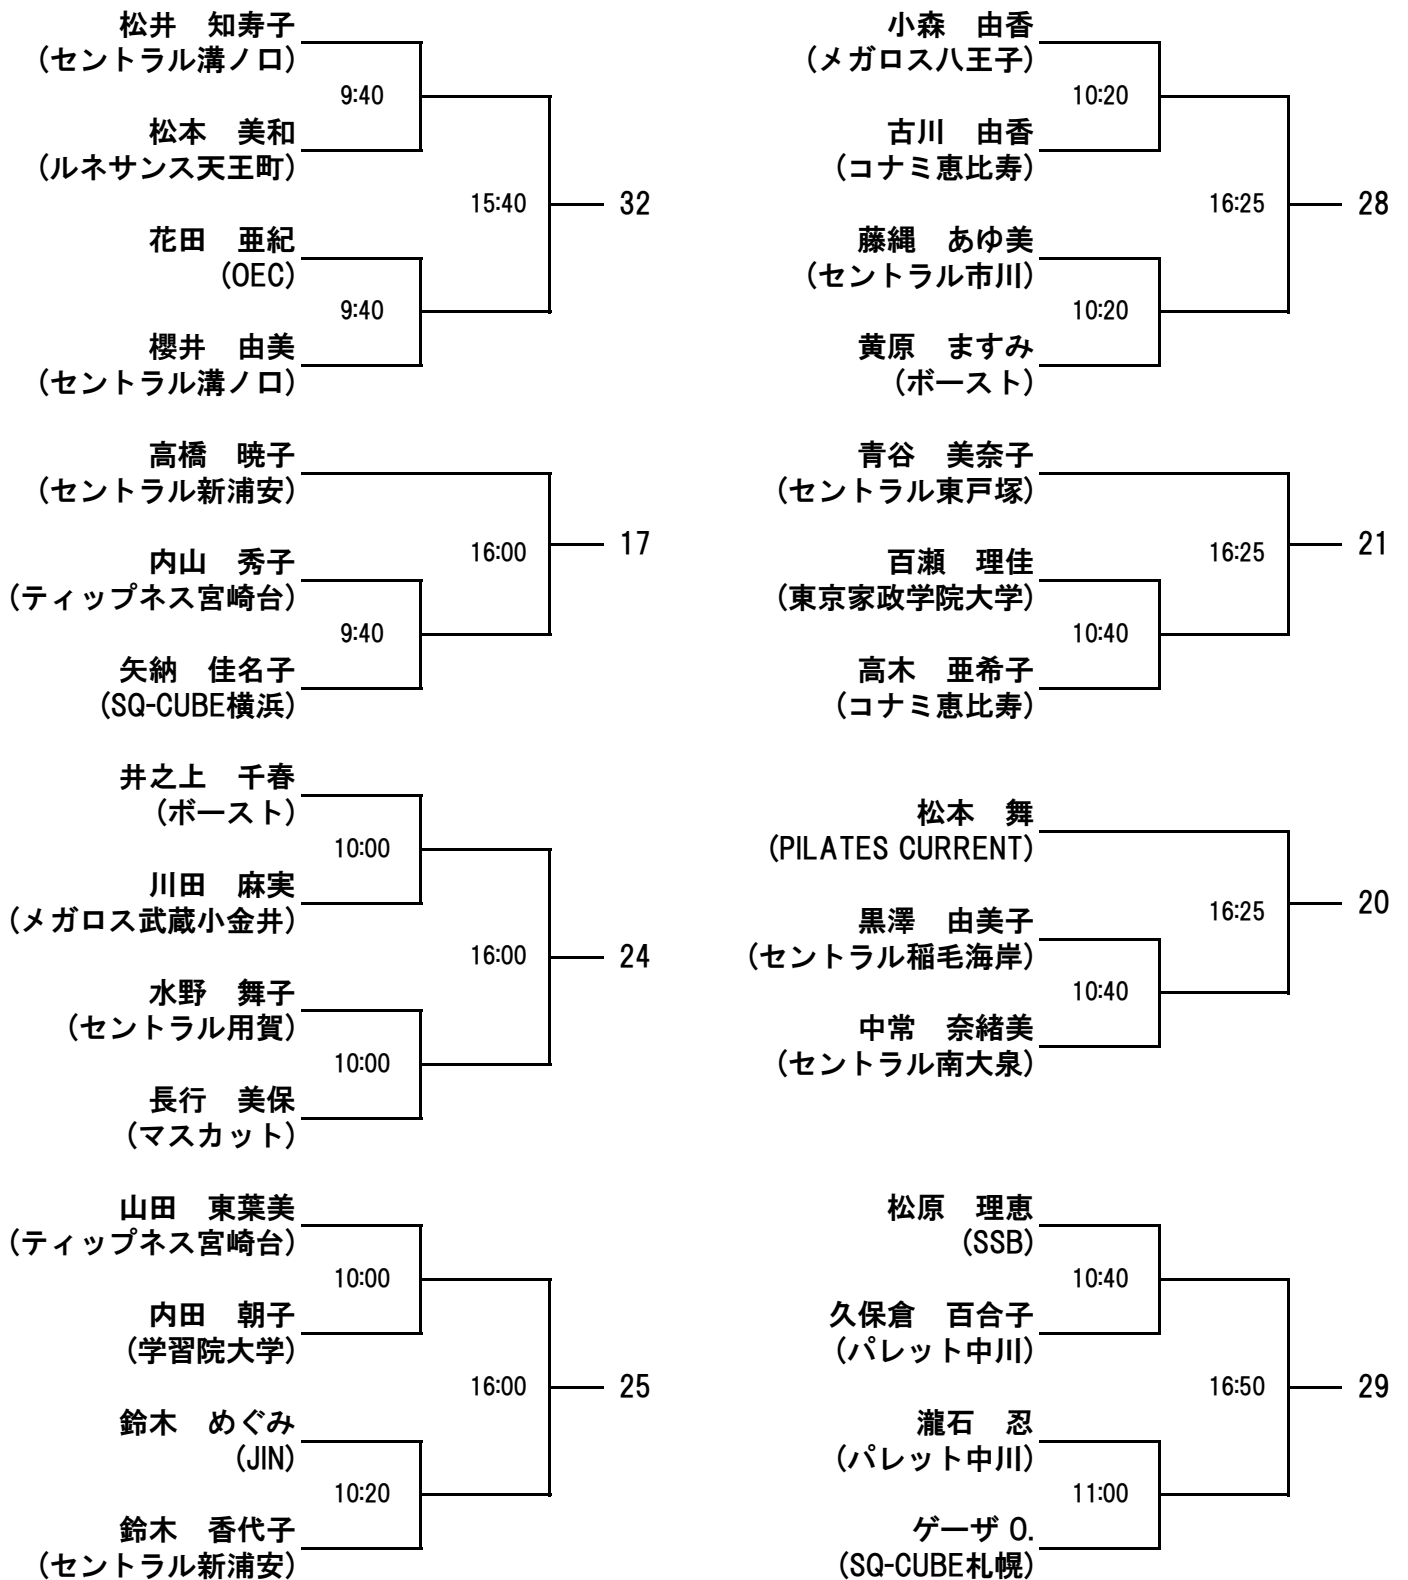 松井　知寿子
(セントラル溝ノ口)
9:40
松本　美和
(ルネサンス天王町)
15:40
32
花田　亜紀
(OEC)
9:40
櫻井　由美
(セントラル溝ノ口)
高橋　暁子
(セントラル新浦安)
16:00
17
内山　秀子
(ティップネス宮崎台)
9:40
矢納　佳名子
(SQ-CUBE横浜)
井之上　千春
(ボースト)
10:00
川田　麻実
(メガロス武蔵小金井)
16:00
24
水野　舞子
(セントラル用賀)
10:00
長行　美保
(マスカット)
山田　東葉美
(ティップネス宮崎台)
10:00
内田　朝子
(学習院大学)
16:00
25
鈴木　めぐみ
(JIN)
10:20
鈴木　香代子
(セントラル新浦安)
小森　由香
(メガロス八王子)
10:20
古川　由香
(コナミ恵比寿)
16:25
28
藤縄　あゆ美
(セントラル市川)
10:20
黄原　ますみ
(ボースト)
青谷　美奈子
(セントラル東戸塚)
16:25
21
百瀬　理佳
(東京家政学院大学)
10:40
高木　亜希子
(コナミ恵比寿)
松本　舞
(PILATES CURRENT)
16:25
20
黒澤　由美子
(セントラル稲毛海岸)
10:40
中常　奈緒美
(セントラル南大泉)
松原　理恵
(SSB)
10:40
久保倉　百合子
(パレット中川)
16:50
29
瀧石　忍
(パレット中川)
11:00
ゲーザ O.
(SQ-CUBE札幌)